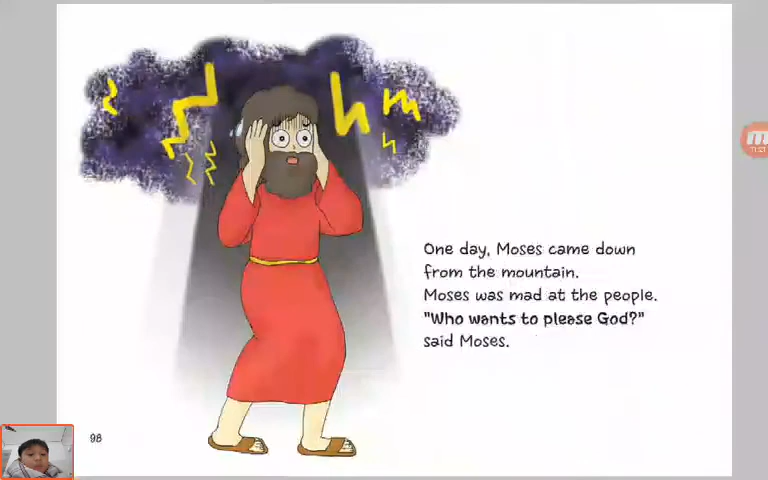 One day, Moses came down
from the mountain.
Moses was mad at the people.
"Who wants to please God?"
said Moses.
98